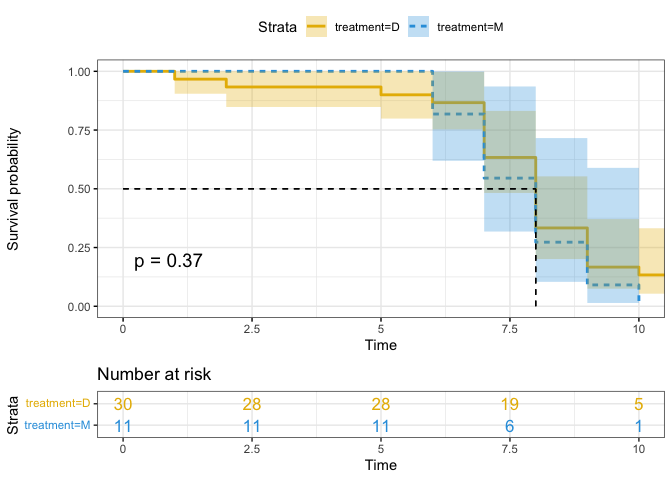 Strata treatment=D treatment=M
Survival probability
1.00
0.75
0.50
0.25
0.00
p = 0.37
0 2.5 5 7.5 10
Time
Number at risk
Strata
treatment=D 30 28 28 19 5
treatment=M 11 11 11 6 1
0 2.5 5 7.5 10
Time